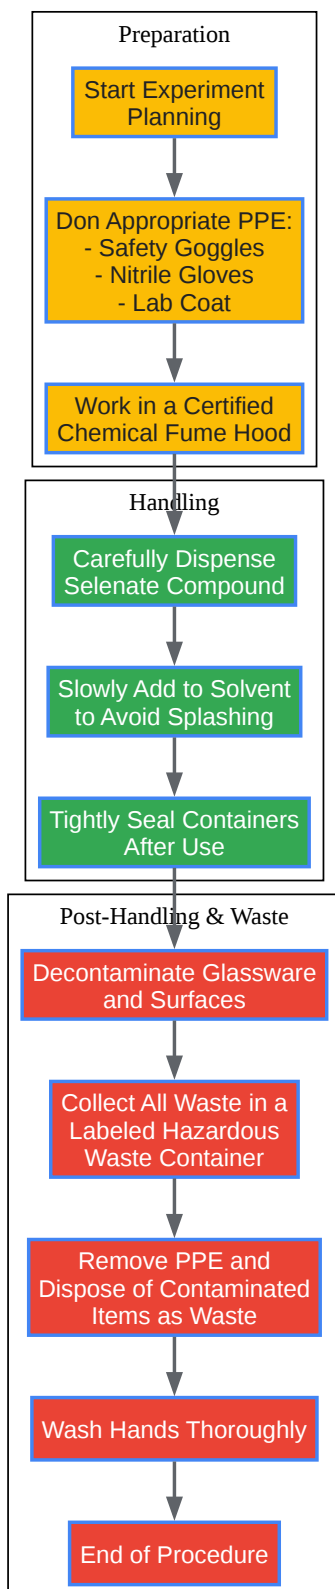 Preparation
Start Experiment
Planning
Don Appropriate PPE:
- Safety Goggles
- Nitrile Gloves
- Lab Coat
Work in a Certified
Chemical Fume Hood
Handling
Carefully Dispense
Selenate Compound
Slowly Add to Solvent
to Avoid Splashing
Tightly Seal Containers
After Use
Post-Handling & Waste
Decontaminate Glassware
and Surfaces
Collect All Waste in a
Labeled Hazardous
Waste Container
Remove PPE and
Dispose of Contaminated
Items as Waste
Wash Hands Thoroughly
End of Procedure